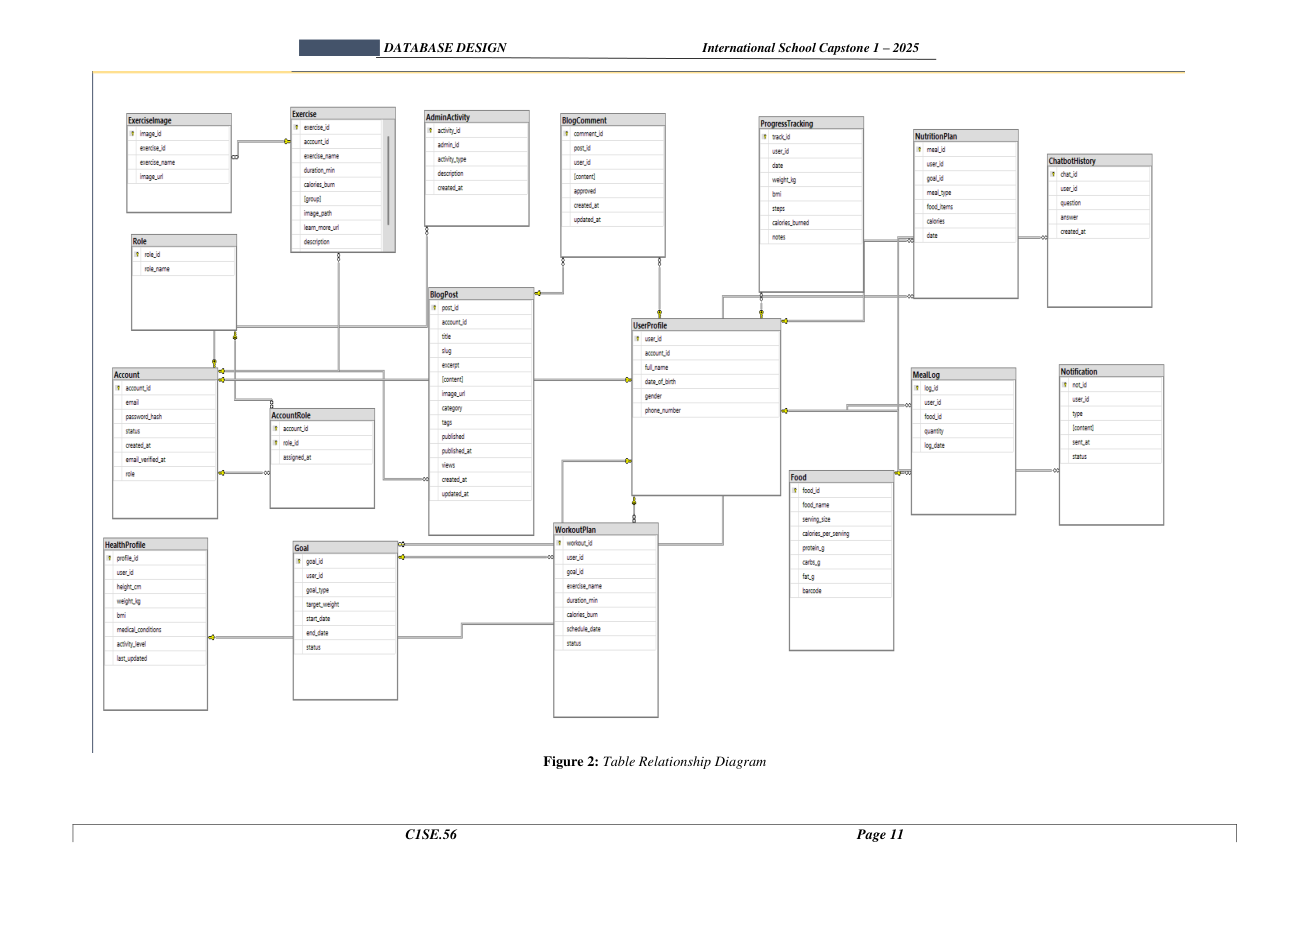 DATABASE DESIGN
International School Capstone 1 – 2025
ExerciseImage
image_id
exercise_id
exercise_name
image_url
Exercise
exercise_id
account_id
exercise_name
duration_min
calories_burn
[group]
image_path
learn_more_url
description
AdminActivity
activity_id
admin_id
activity_type
description
created_at
BlogComment
comment_id
post_id
user_id
[content]
approved
created_at
updated_at
ProgressTracking
track_id
user_id
date
weight_kg
bmi
steps
calories_burned
notes
NutritionPlan
meal_id
user_id
goal_id
meal_type
food_items
calories
date
ChatbotHistory
chat_id
user_id
question
answer
created_at
Role
role_id
role_name
BlogPost
post_id
account_id
title
slug
excerpt
[content]
image_url
category
tags
published
published_at
views
created_at
updated_at
UserProfile
user_id
account_id
full_name
date_of_birth
gender
phone_number
Account
account_id
email
password_hash
status
created_at
email_verified_at
role
AccountRole
account_id
role_id
assigned_at
MealLog
log_id
user_id
food_id
quantity
log_date
Notification
not_id
user_id
type
[content]
sent_at
status
Food
food_id
food_name
serving_size
calories_per_serving
protein_g
carbs_g
fat_g
barcode
HealthProfile
profile_id
user_id
height_cm
weight_kg
bmi
medical_conditions
activity_level
last_updated
Goal
goal_id
user_id
goal_type
target_weight
start_date
end_date
status
WorkoutPlan
workout_id
user_id
goal_id
exercise_name
duration_min
calories_burn
schedule_date
status
Figure 2: Table Relationship Diagram
C1SE.56
Page 11